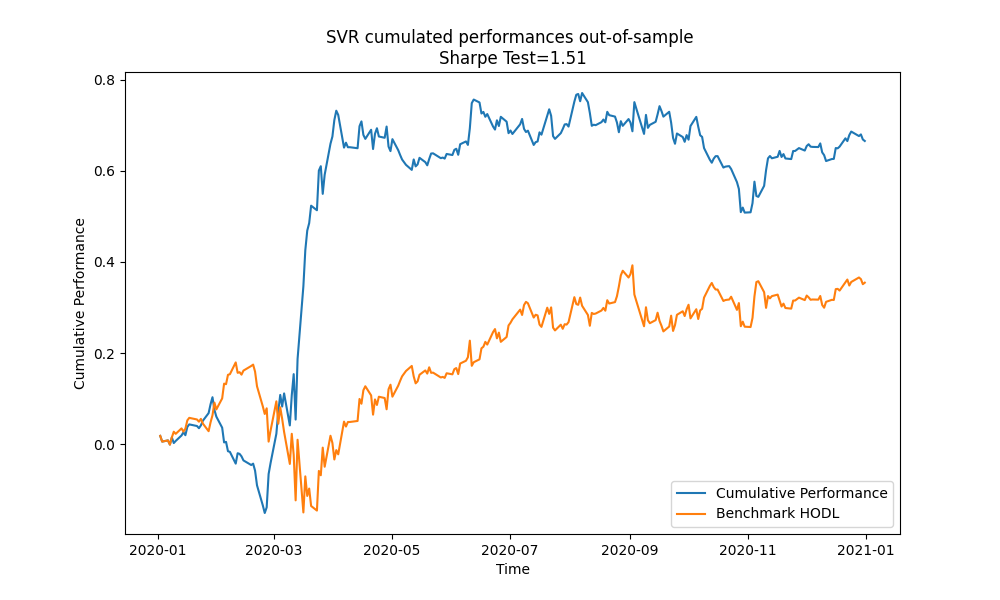 SVR cumulated performances out-of-sample
Sharpe Test=1.51
Cumulative Performance
0.8
0.6
0.4
0.2
0.0
2020-01 2020-03 2020-05 2020-07 2020-09 2020-11 2021-01
Time
Cumulative Performance
Benchmark HODL